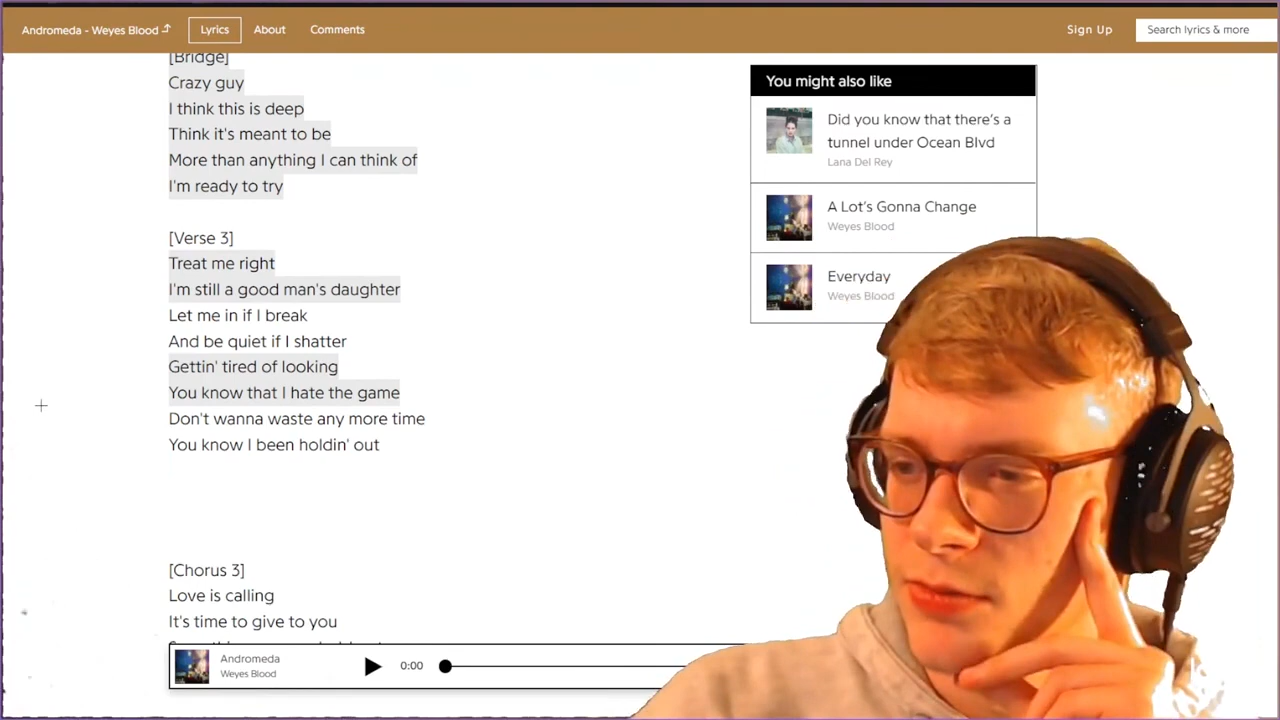 Andromeda - Weyes Blood
Lyrics
About
Comments
Sign Up
Search lyrics & more
[Bridge]
Crazy guy
I think this is deep
Think it's meant to be
More than anything I can think of
I'm ready to try
[Verse 3]
Treat me right
I'm still a good man's daughter
Let me in if I break
And be quiet if I shatter
Gettin' tired of looking
You know that I hate the game
Don't wanna waste any more time
You know I been holdin' out
[Chorus 3]
Love is calling
It's time to give to you
You might also like
Did you know that there's a
tunnel under Ocean Blvd
Lana Del Rey
A Lot's Gonna Change
Weyes Blood
Everyday
Weyes Blood
Andromeda
Weyes Blood
0:00